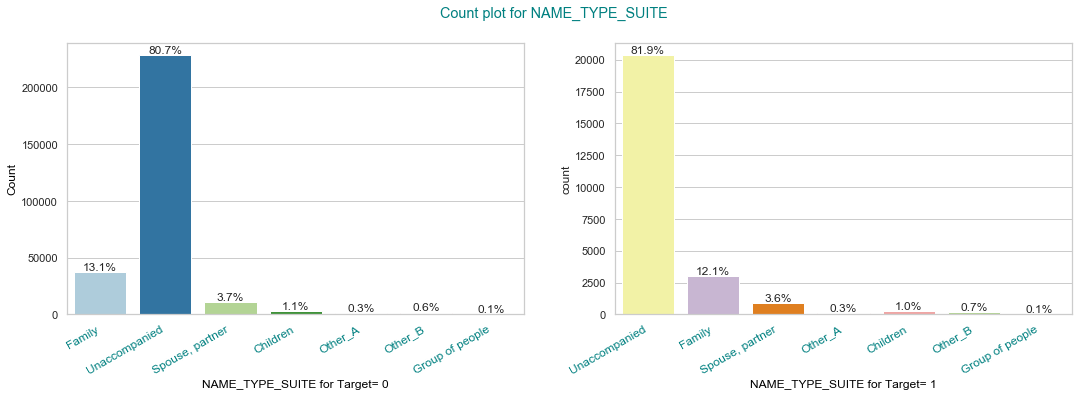 Count plot for NAME_TYPE_SUITE
Count
200000
150000
100000
50000
0
13.1%
80.7%
3.7%
1.1%
0.3%
0.6%
0.1%
Family
Unaccompanied
Spouse, partner
Children
Other_A
Other_B
Group of people
NAME_TYPE_SUITE for Target= 0
count
20000
17500
15000
12500
10000
7500
5000
2500
0
81.9%
12.1%
3.6%
0.3%
1.0%
0.7%
0.1%
Unaccompanied
Family
Spouse, partner
Other_A
Children
Other_B
Group of people
NAME_TYPE_SUITE for Target= 1